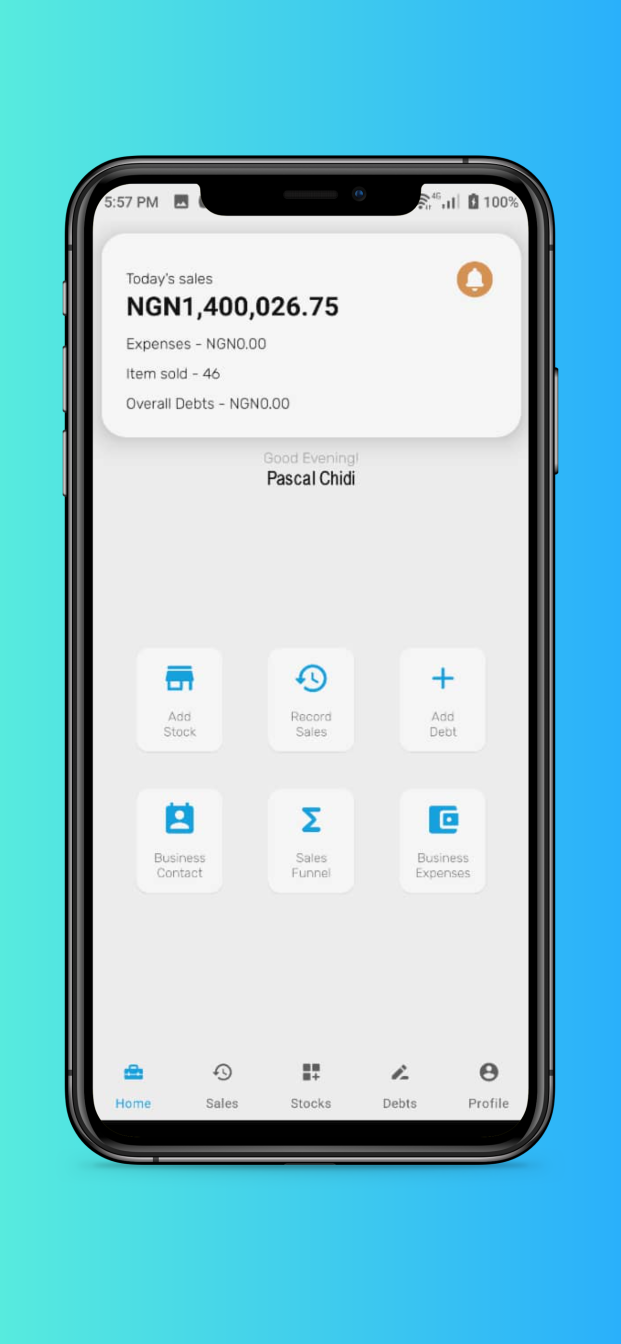 5:57 PM 4G 100%
Today's sales
NGN1,400,026.75
Expenses - NGN0.00
Item sold - 46
Overall Debts - NGN0.00
Good Evening!
Pascal Chidi
Add
Stock
Record
Sales
Add
Debt
Business
Contact
Sales
Funnel
Business
Expenses
Home Sales Stocks Debts Profile